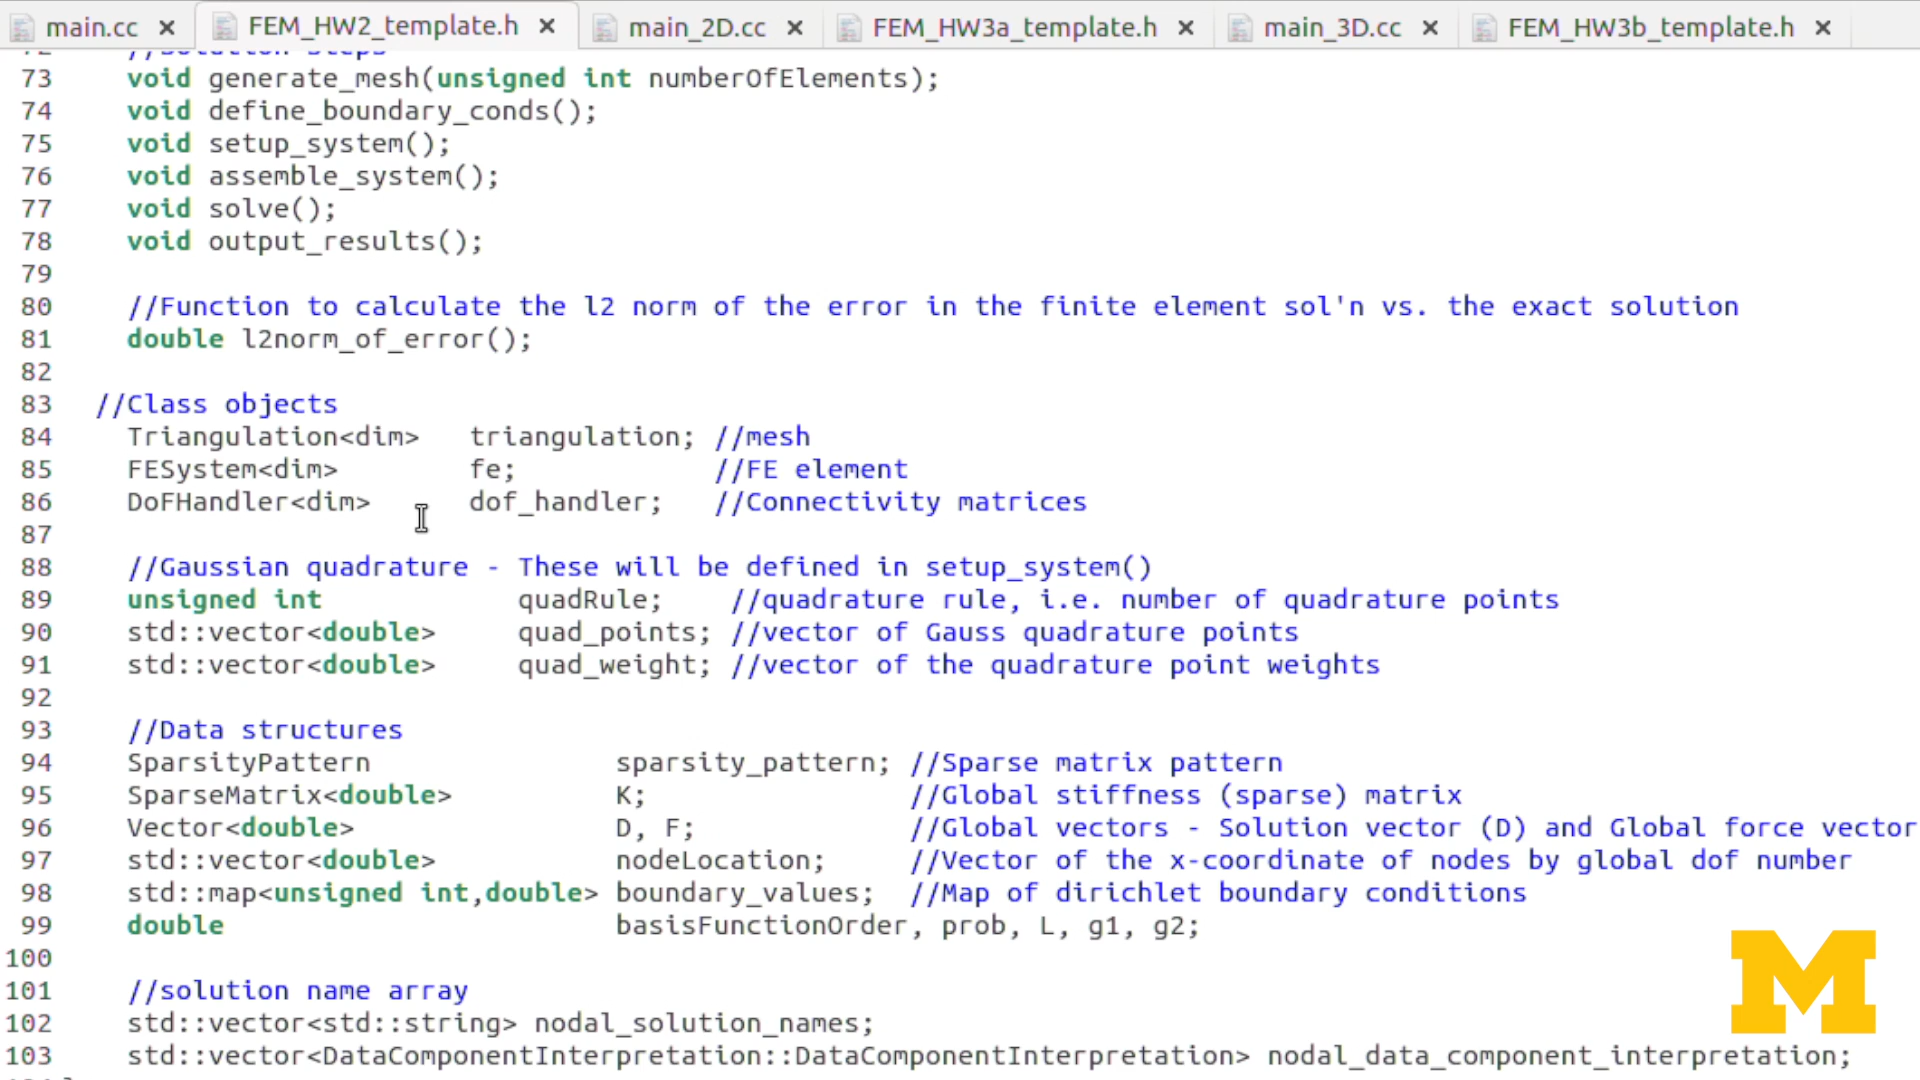 main.cc × FEM_HW2_template.h × main_2D.cc × FEM_HW3a_template.h × main_3D.cc × FEM_HW3b_template.h ×
72 //solution steps
73 void generate_mesh(unsigned int numberOfElements);
74 void define_boundary_conds();
75 void setup_system();
76 void assemble_system();
77 void solve();
78 void output_results();
79
80 //Function to calculate the l2 norm of the error in the finite element sol'n vs. the exact solution
81 double l2norm_of_error();
82
83 //Class objects
84 Triangulation<dim> triangulation; //mesh
85 FESystem<dim> fe; //FE element
86 DoFHandler<dim> dof_handler; //Connectivity matrices
87
88 //Gaussian quadrature - These will be defined in setup_system()
89 unsigned int quadRule; //quadrature rule, i.e. number of quadrature points
90 std::vector<double> quad_points; //vector of Gauss quadrature points
91 std::vector<double> quad_weight; //vector of the quadrature point weights
92
93 //Data structures
94 SparsityPattern sparsity_pattern; //Sparse matrix pattern
95 SparseMatrix<double> K; //Global stiffness (sparse) matrix
96 Vector<double> D, F; //Global vectors - Solution vector (D) and Global force vector
97 std::vector<double> nodeLocation; //Vector of the x-coordinate of nodes by global dof number
98 std::map<unsigned int,double> boundary_values; //Map of dirichlet boundary conditions
99 double basisFunctionOrder, prob, L, g1, g2;
100
101 //solution name array
102 std::vector<std::string> nodal_solution_names;
103 std::vector<DataComponentInterpretation::DataComponentInterpretation> nodal_data_component_interpretation;
M